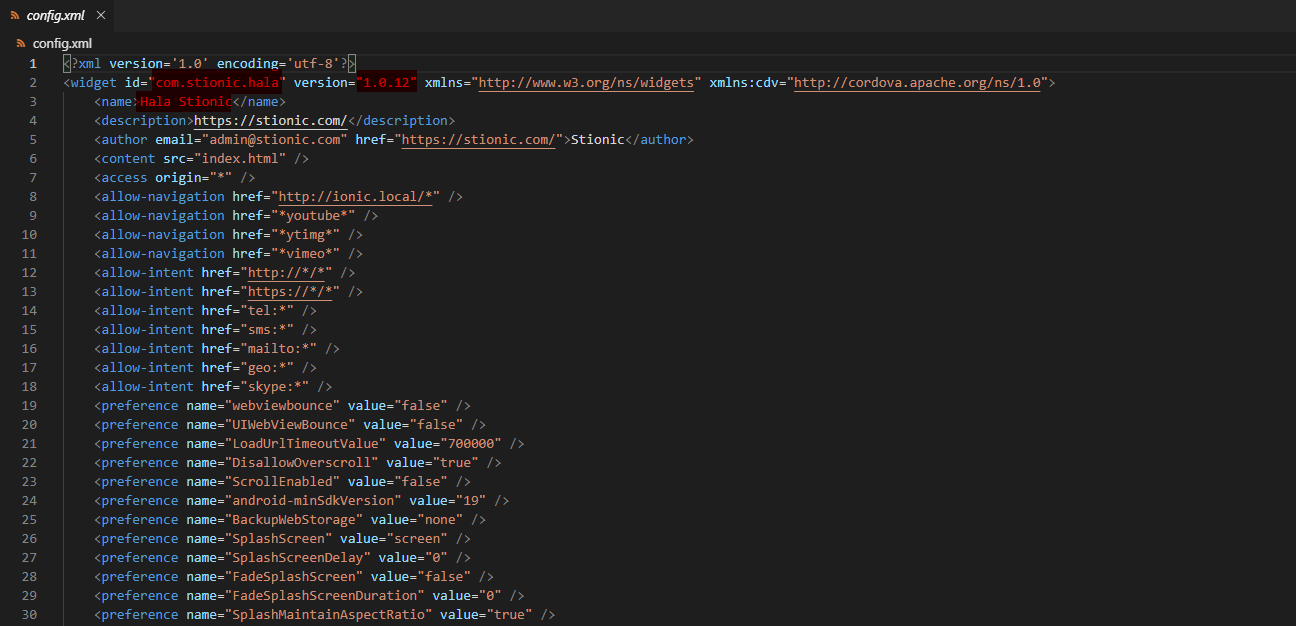 config.xml ×
config.xml
1 <?xml version='1.0' encoding='utf-8'?>
2 <widget id="com.stionic.hala" version="1.0.12" xmlns="http://www.w3.org/ns/widgets" xmlns:cdv="http://cordova.apache.org/ns/1.0">
3 <name>Hala Stionic</name>
4 <description>https://stionic.com/</description>
5 <author email="admin@stionic.com" href="https://stionic.com/">Stionic</author>
6 <content src="index.html" />
7 <access origin="*" />
8 <allow-navigation href="http://ionic.local/*" />
9 <allow-navigation href="*youtube*" />
10 <allow-navigation href="*ytimg*" />
11 <allow-navigation href="*vimeo*" />
12 <allow-intent href="http://*/*" />
13 <allow-intent href="https://*/*" />
14 <allow-intent href="tel:*" />
15 <allow-intent href="sms:*" />
16 <allow-intent href="mailto:*" />
17 <allow-intent href="geo:*" />
18 <allow-intent href="skype:*" />
19 <preference name="webviewbounce" value="false" />
20 <preference name="UIWebViewBounce" value="false" />
21 <preference name="LoadUrlTimeoutValue" value="700000" />
22 <preference name="DisallowOverscroll" value="true" />
23 <preference name="ScrollEnabled" value="false" />
24 <preference name="android-minSdkVersion" value="19" />
25 <preference name="BackupWebStorage" value="none" />
26 <preference name="SplashScreen" value="screen" />
27 <preference name="SplashScreenDelay" value="0" />
28 <preference name="FadeSplashScreen" value="false" />
29 <preference name="FadeSplashScreenDuration" value="0" />
30 <preference name="SplashMaintainAspectRatio" value="true" />